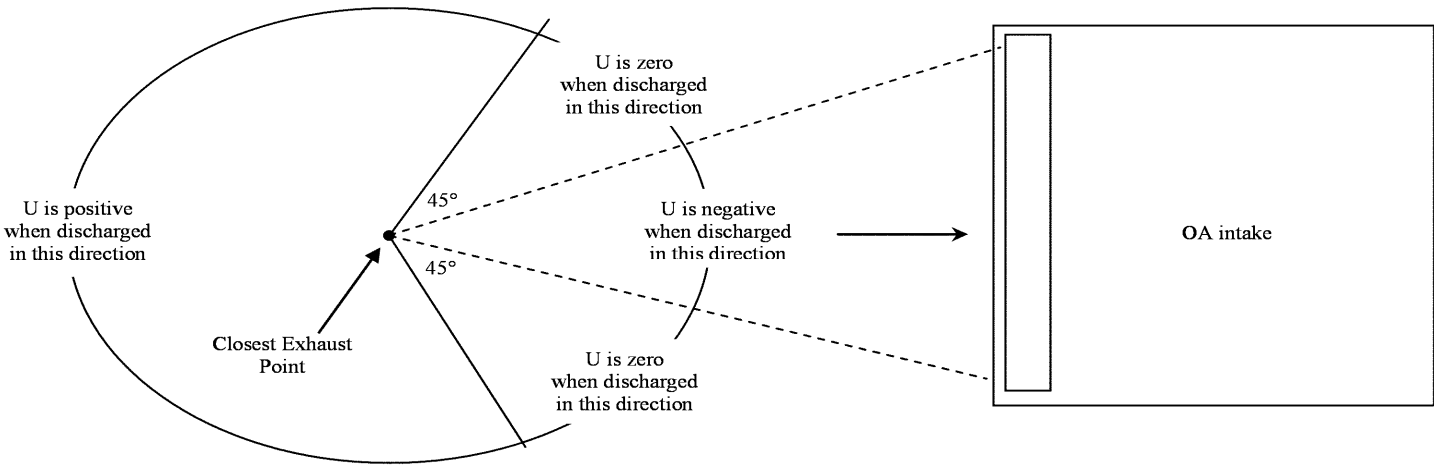 U is zero
when discharged
in this direction
45°
U is positive
when discharged
in this direction
U is negative
when discharged
in this direction
OA intake
45°
Closest Exhaust
Point
U is zero
when discharged
in this direction